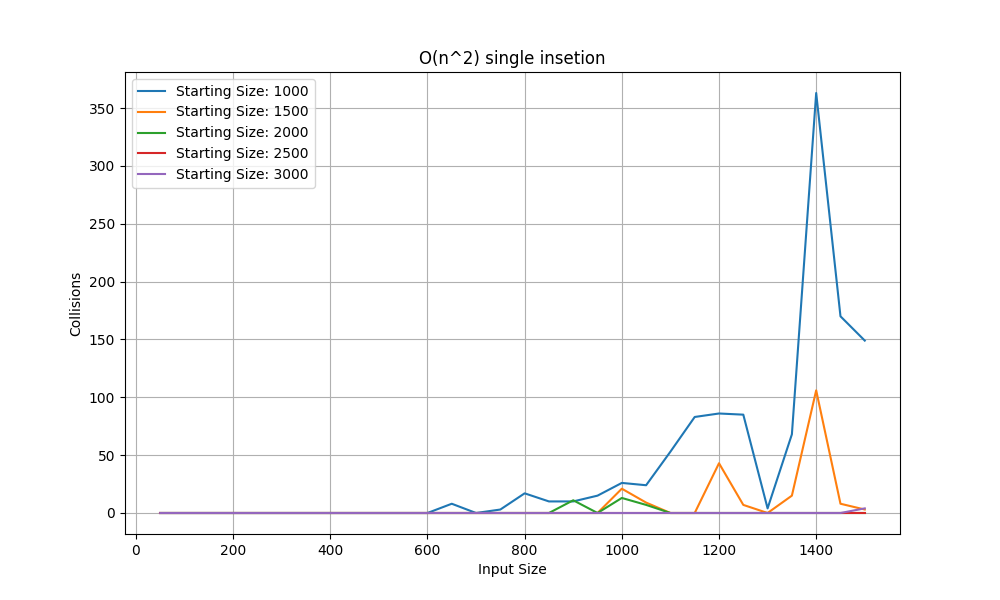 O(n^2) single insetion
Starting Size: 1000
Starting Size: 1500
Starting Size: 2000
Starting Size: 2500
Starting Size: 3000
350
300
250
200
150
100
50
0
Collisions
0 200 400 600 800 1000 1200 1400
Input Size